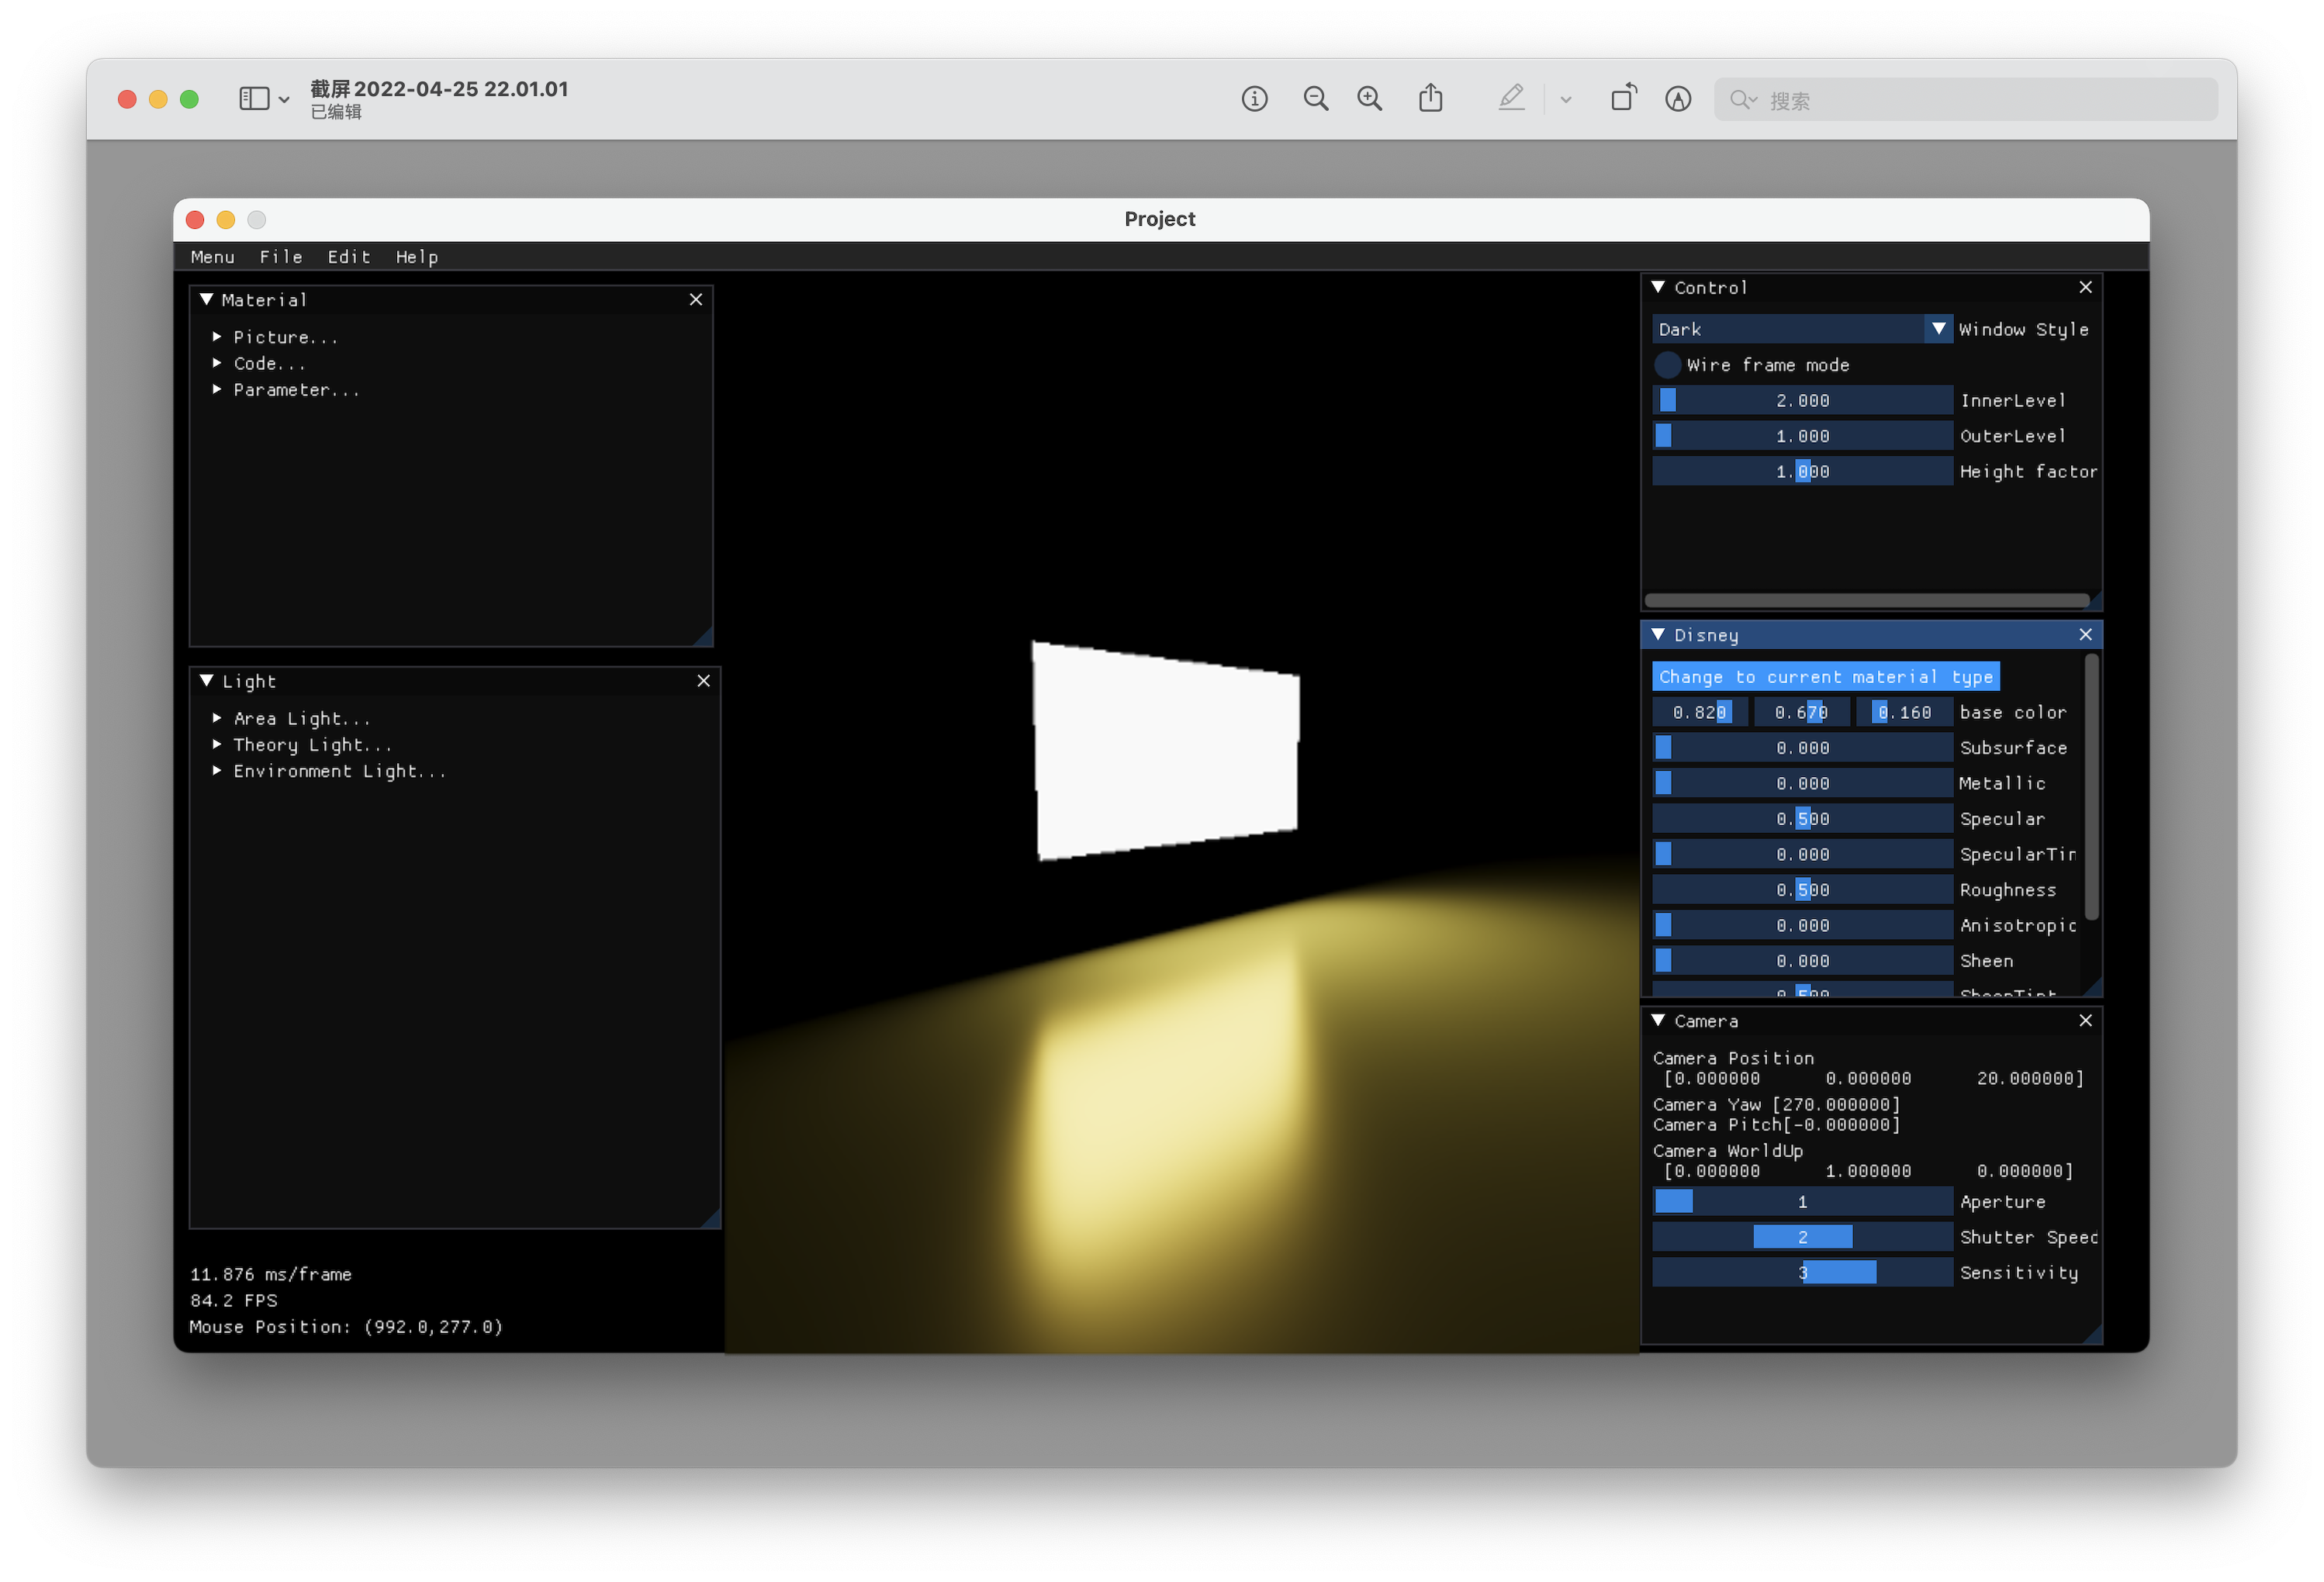 截屏2022-04-25 22.01.01
已编辑
搜索
Project
Menu File Edit Help
Material
Picture...
Code...
Parameter...
Light
Area Light...
Theory Light...
Environment Light...
11.876 ms/frame
84.2 FPS
Mouse Position: (992.0,277.0)
Control
Dark Window Style
Wire frame mode
2.000 InnerLevel
1.000 OuterLevel
1.000 Height factor
Disney
Change to current material type
0.820 0.670 0.160 base color
0.000 Subsurface
0.000 Metallic
0.500 Specular
0.000 SpecularTin
0.500 Roughness
0.000 Anisotropic
0.000 Sheen
0.500 SheenTint
Camera
Camera Position
[0.000000 0.000000 20.000000]
Camera Yaw [270.000000]
Camera Pitch[-0.000000]
Camera WorldUp
[0.000000 1.000000 0.000000]
1 Aperture
2 Shutter Speed
3 Sensitivity